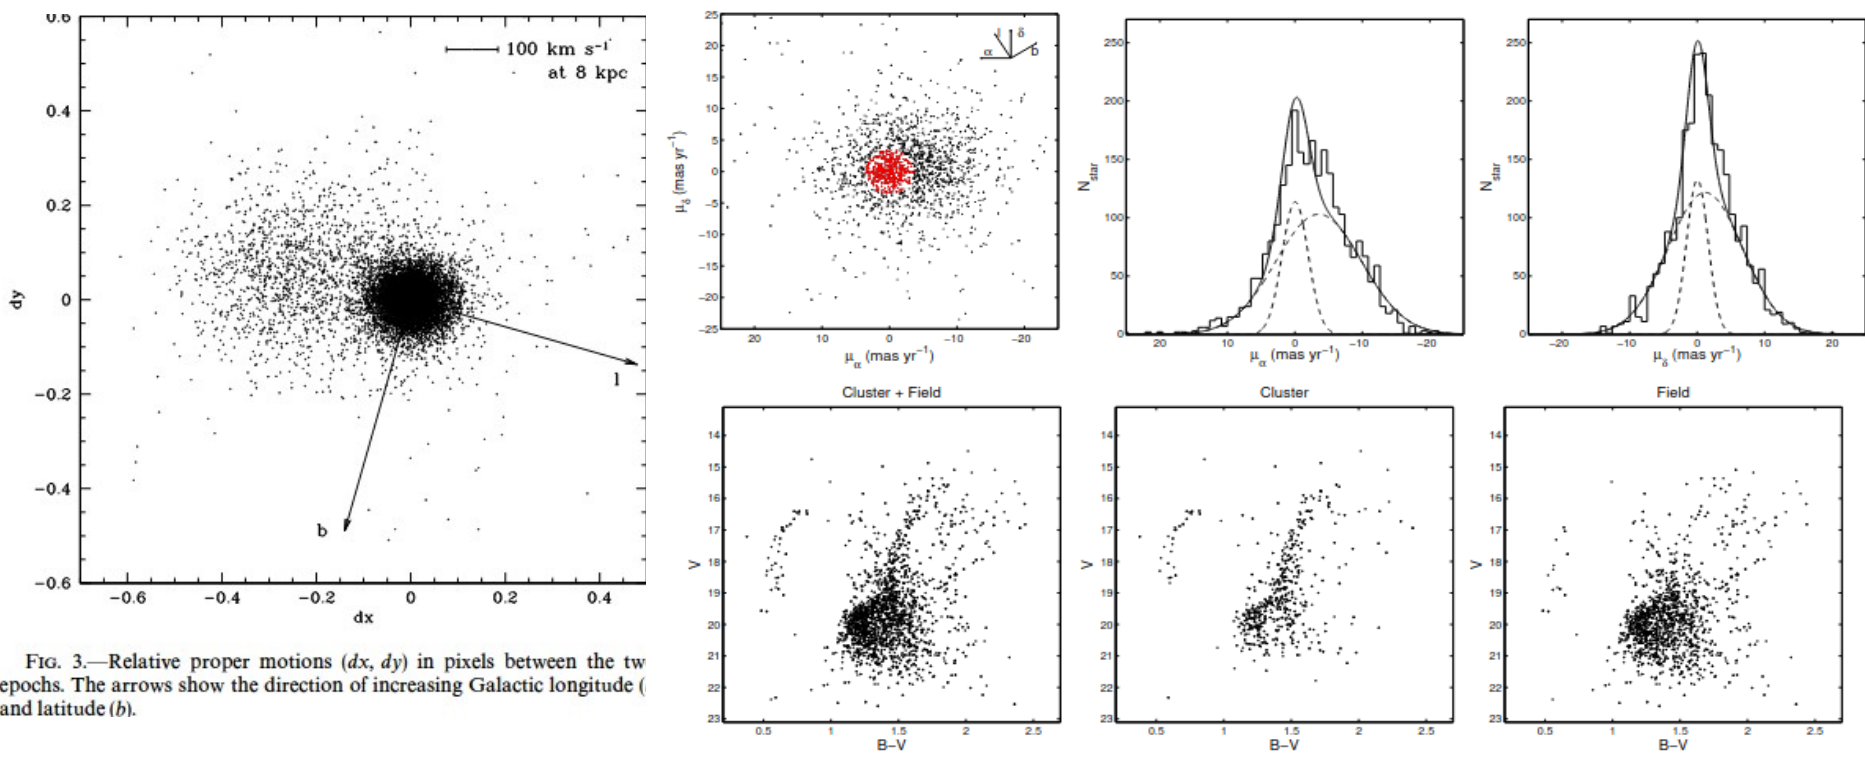 0.6
0.4
0.2
0
−0.2
−0.4
−0.6
dy
100 km s⁻¹
at 8 kpc
l
b
−0.6 −0.4 −0.2 0 0.2 0.4
dx
FIG. 3.—Relative proper motions (dx, dy) in pixels between the
epochs. The arrows show the direction of increasing Galactic longitude
and latitude (b).
25
20
15
10
5
0
−5
−10
−15
−20
−25
μδ (mas yr⁻¹)
l δ
α b
20 10 0 −10 −20
μα (mas yr⁻¹)
250
200
150
100
50
0
Nstar
20 10 0 −10 −20
μα (mas yr⁻¹)
250
200
150
100
50
0
Nstar
−20 −10 0 10 20
μδ (mas yr⁻¹)
Cluster + Field
14
15
16
17
18
19
20
21
22
23
V
0.5 1 1.5 2 2.5
B−V
Cluster
14
15
16
17
18
19
20
21
22
23
V
0.5 1 1.5 2 2.5
B−V
Field
14
15
16
17
18
19
20
21
22
23
V
0.5 1 1.5 2 2.5
B−V